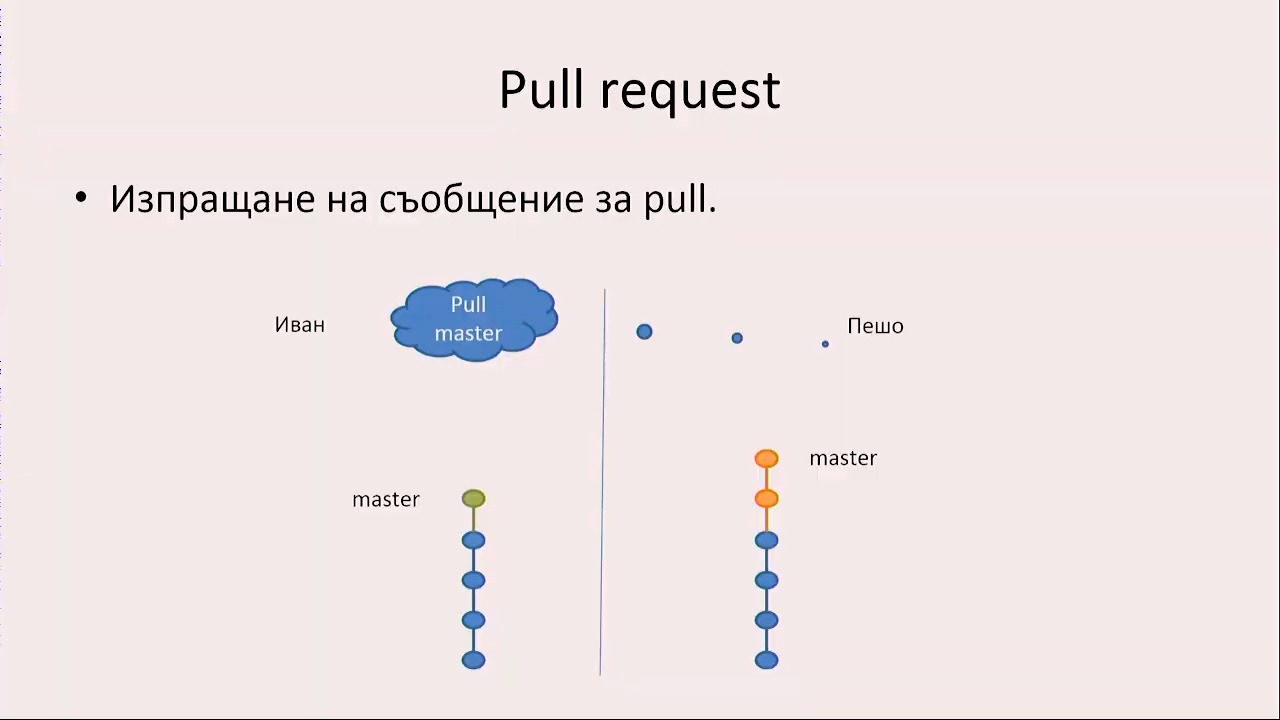 Pull request
• Изпращане на съобщение за pull.
Иван
Pull
master
Пешо
master
master